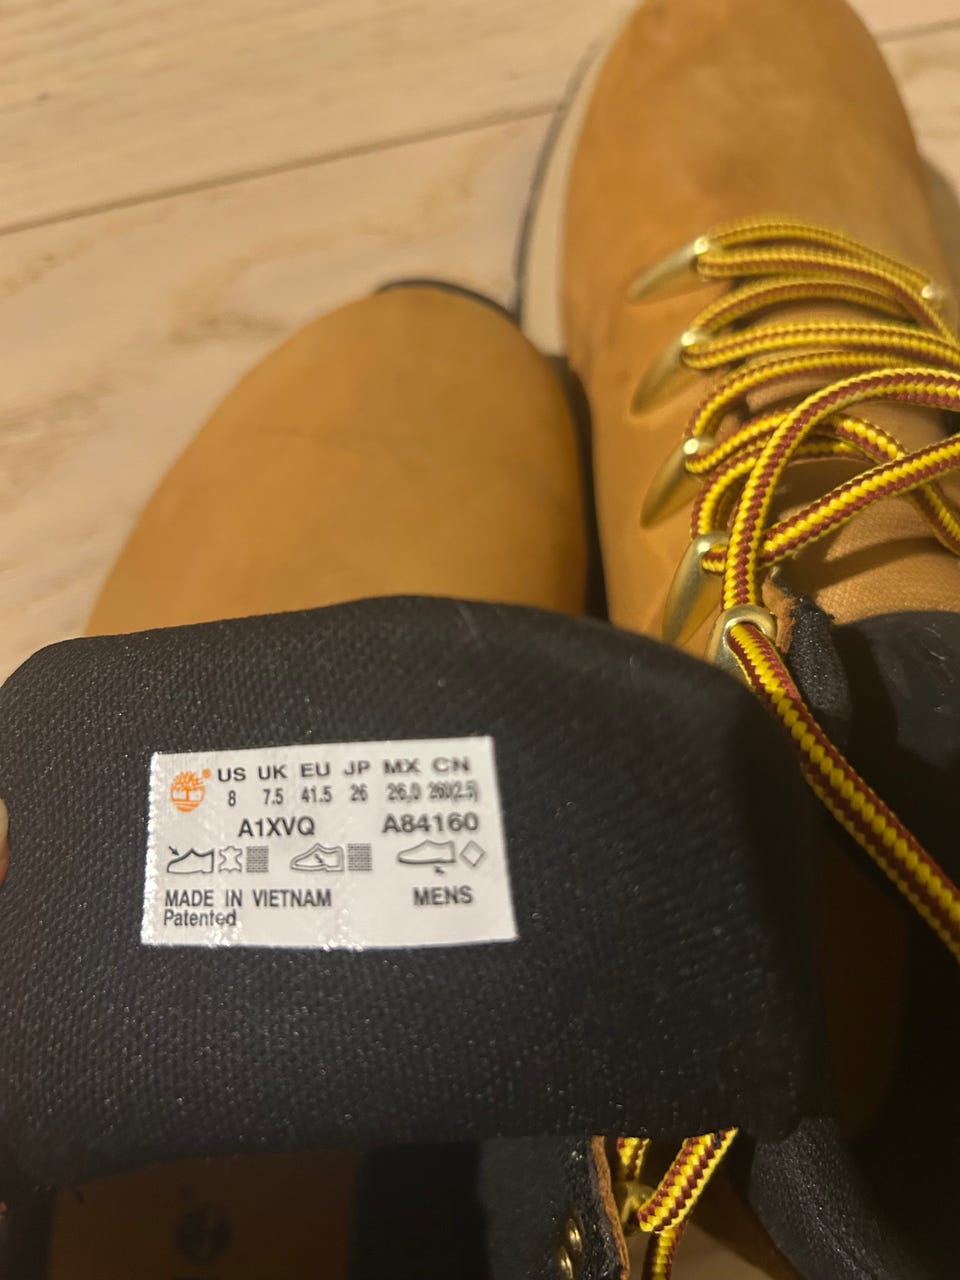 US UK EU JP MX CN
8 7.5 41.5 26 26.0 260(2.5)
A1XVQ A84160
MADE IN VIETNAM MENS
Patented